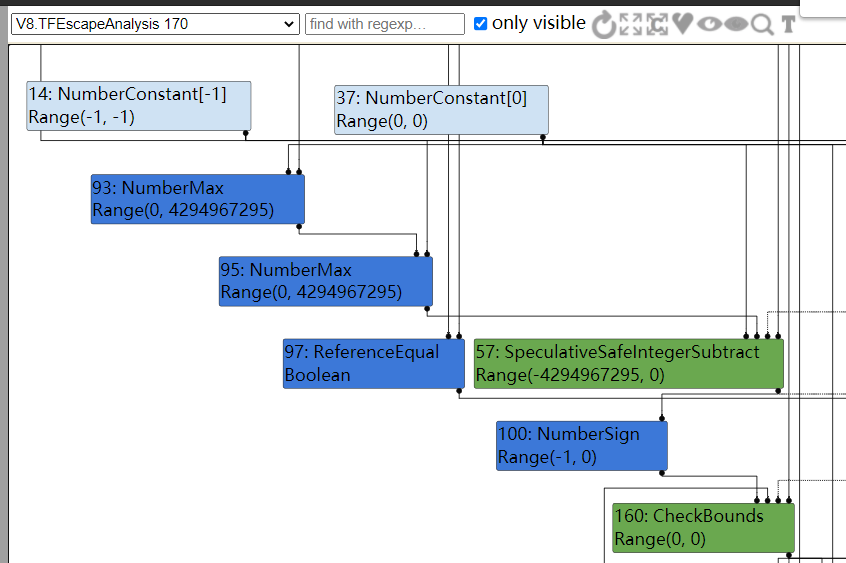 V8.TFEscapeAnalysis 170
find with regexp...
only visible
T
14: NumberConstant[-1]
Range(-1, -1)
37: NumberConstant[0]
Range(0, 0)
93: NumberMax
Range(0, 4294967295)
95: NumberMax
Range(0, 4294967295)
97: ReferenceEqual
Boolean
57: SpeculativeSafeIntegerSubtract
Range(-4294967295, 0)
100: NumberSign
Range(-1, 0)
160: CheckBounds
Range(0, 0)